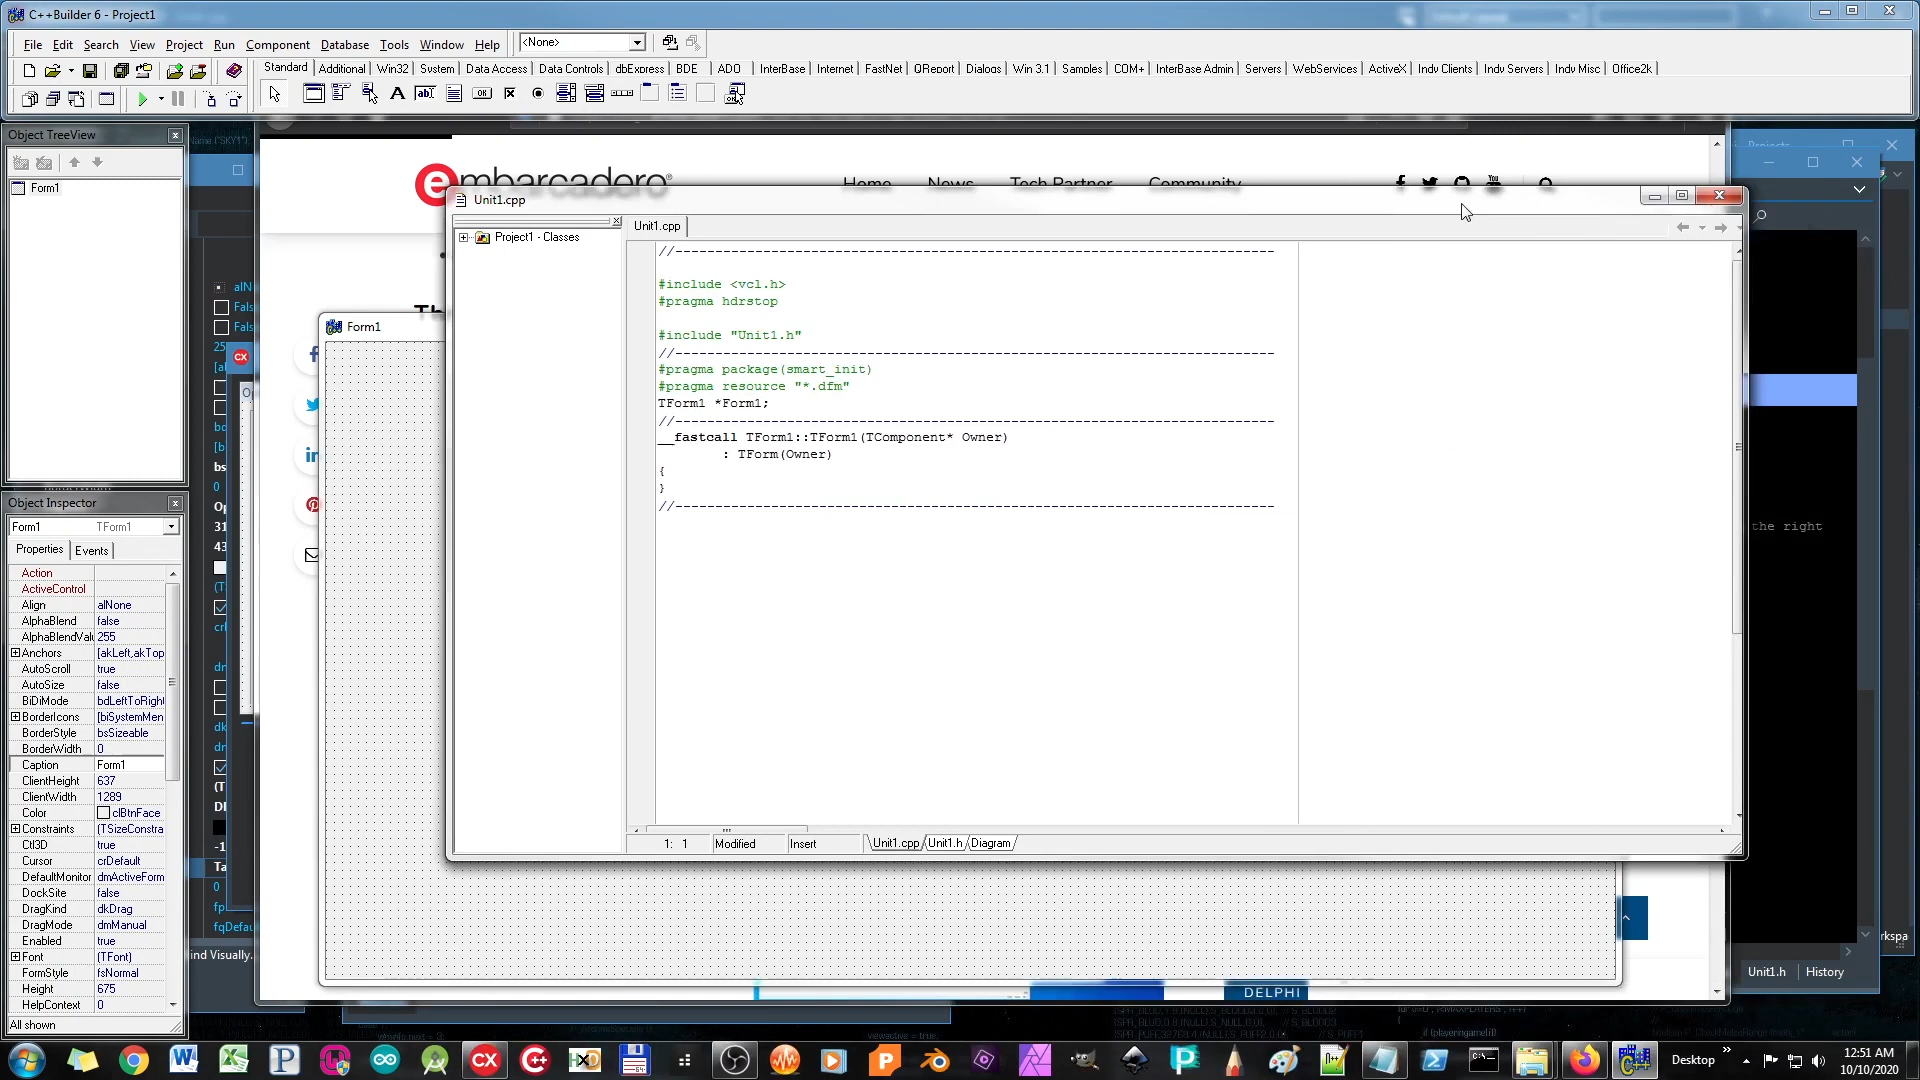 C++Builder 6 - Project1
File Edit Search View Project Run Component Database Tools Window Help <None>
Standard Additional Win32 System Data Access Data Controls dbExpress BDE ADO InterBase Internet FastNet QReport Dialogs Win 3.1 Samples COM+ InterBase Admin Servers WebServices ActiveX Indy Clients Indy Servers Indy Misc Office2k
Object TreeView
Form1
embarcadero
Home News Tech Partner Community
Unit1.cpp
Project1 - Classes
Unit1.cpp
//---------------------------------------------------------------------------
#include <vcl.h>
#pragma hdrstop
#include "Unit1.h"
//---------------------------------------------------------------------------
#pragma package(smart_init)
#pragma resource "*.dfm"
TForm1 *Form1;
//---------------------------------------------------------------------------
__fastcall TForm1::TForm1(TComponent* Owner)
: TForm(Owner)
{
}
//---------------------------------------------------------------------------
1: 1 Modified Insert Unit1.cpp Unit1.h Diagram
Form1
Object Inspector
Form1 TForm1
Properties Events
Action
ActiveControl
Align alNone
AlphaBlend false
AlphaBlendValu 255
Anchors [akLeft,akTop
AutoScroll true
AutoSize false
BiDiMode bdLeftToRight
BorderIcons [biSystemMen
BorderStyle bsSizeable
BorderWidth 0
Caption Form1
ClientHeight 637
ClientWidth 1289
Color clBtnFace
Constraints (TSizeConstra
Ctl3D true
Cursor crDefault
DefaultMonitor dmActiveForm
DockSite false
DragKind dkDrag
DragMode dmManual
Enabled true
Font (TFont)
FormStyle fsNormal
Height 675
HelpContext 0
All shown
ind Visually.
the right
Unit1.h History
DELPHI
Desktop
12:51 AM
10/10/2020